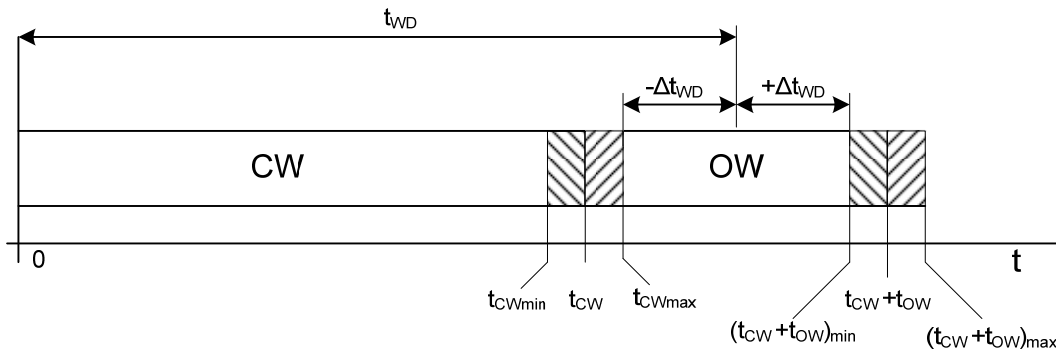 tWD
-ΔtWD
+ΔtWD
CW
OW
0
t
tCWmin
tCW
tCWmax
(tCW+tOW)min
tCW+tOW
(tCW+tOW)max